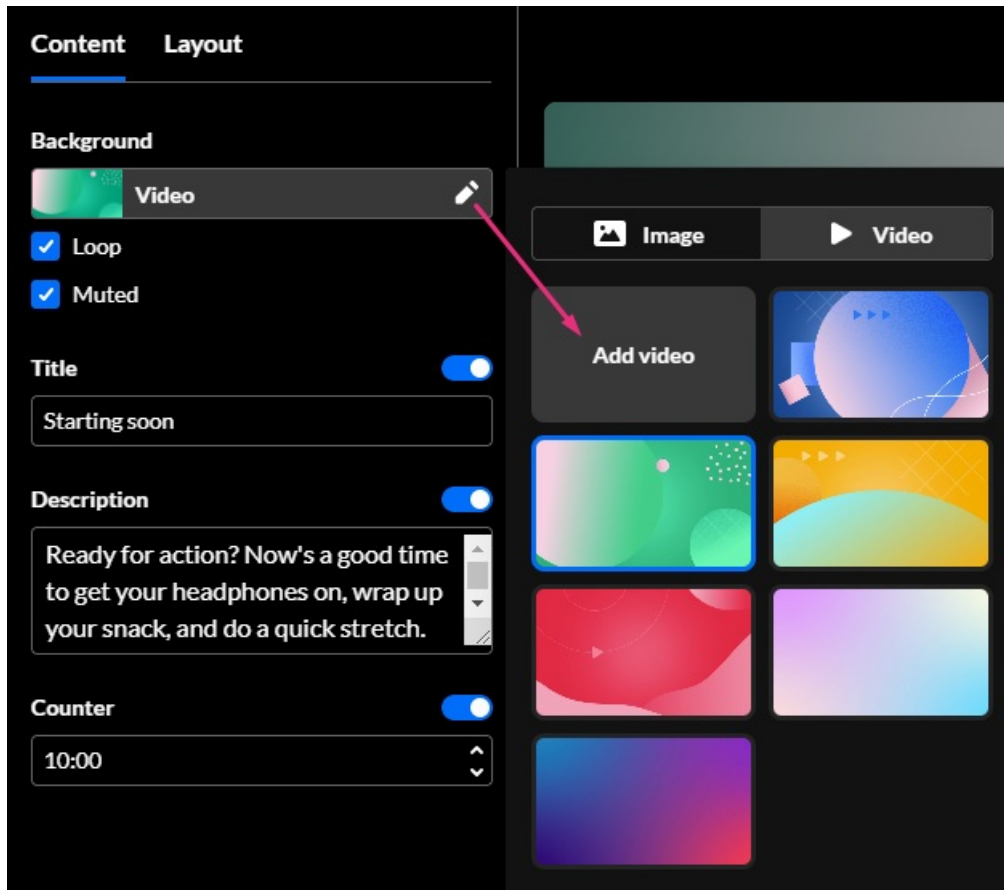 Content Layout
Background
Video
Loop
Muted
Title
Starting soon
Description
Ready for action? Now's a good time
to get your headphones on, wrap up
your snack, and do a quick stretch.
Counter
10:00
Image Video
Add video